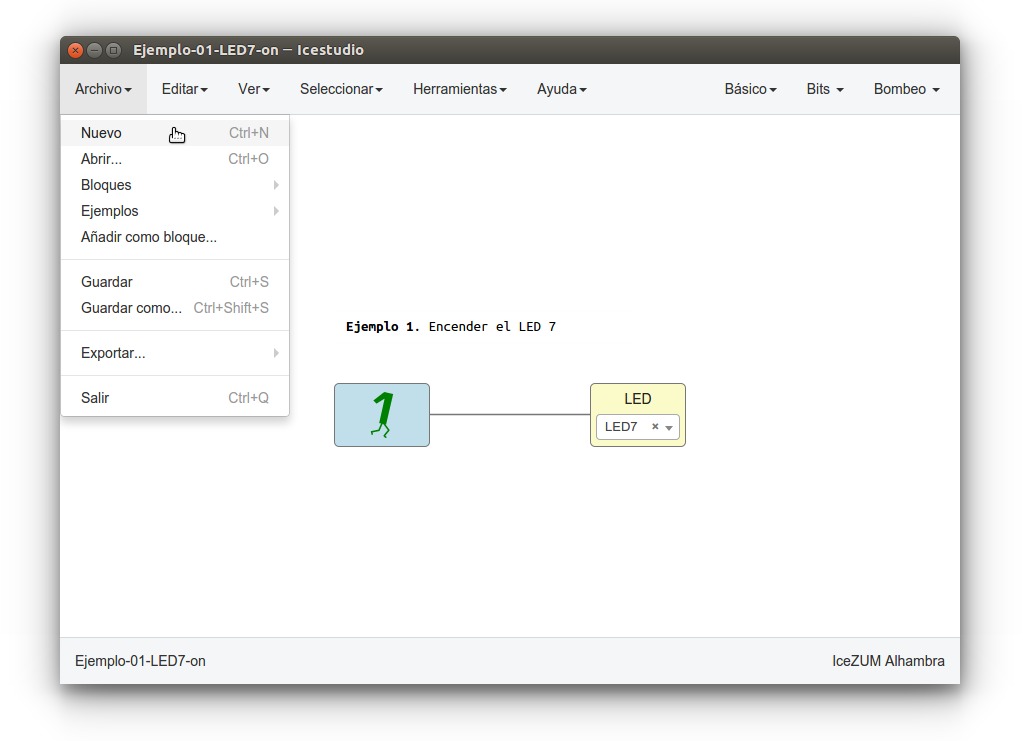 Ejemplo-01-LED7-on — Icestudio
Archivo Editar Ver Seleccionar Herramientas Ayuda Básico Bits Bombeo
Nuevo Ctrl+N
Abrir... Ctrl+O
Bloques
Ejemplos
Añadir como bloque...
Guardar Ctrl+S
Guardar como... Ctrl+Shift+S
Exportar...
Salir Ctrl+Q
Ejemplo 1. Encender el LED 7
1
LED
LED7 ×
Ejemplo-01-LED7-on IceZUM Alhambra